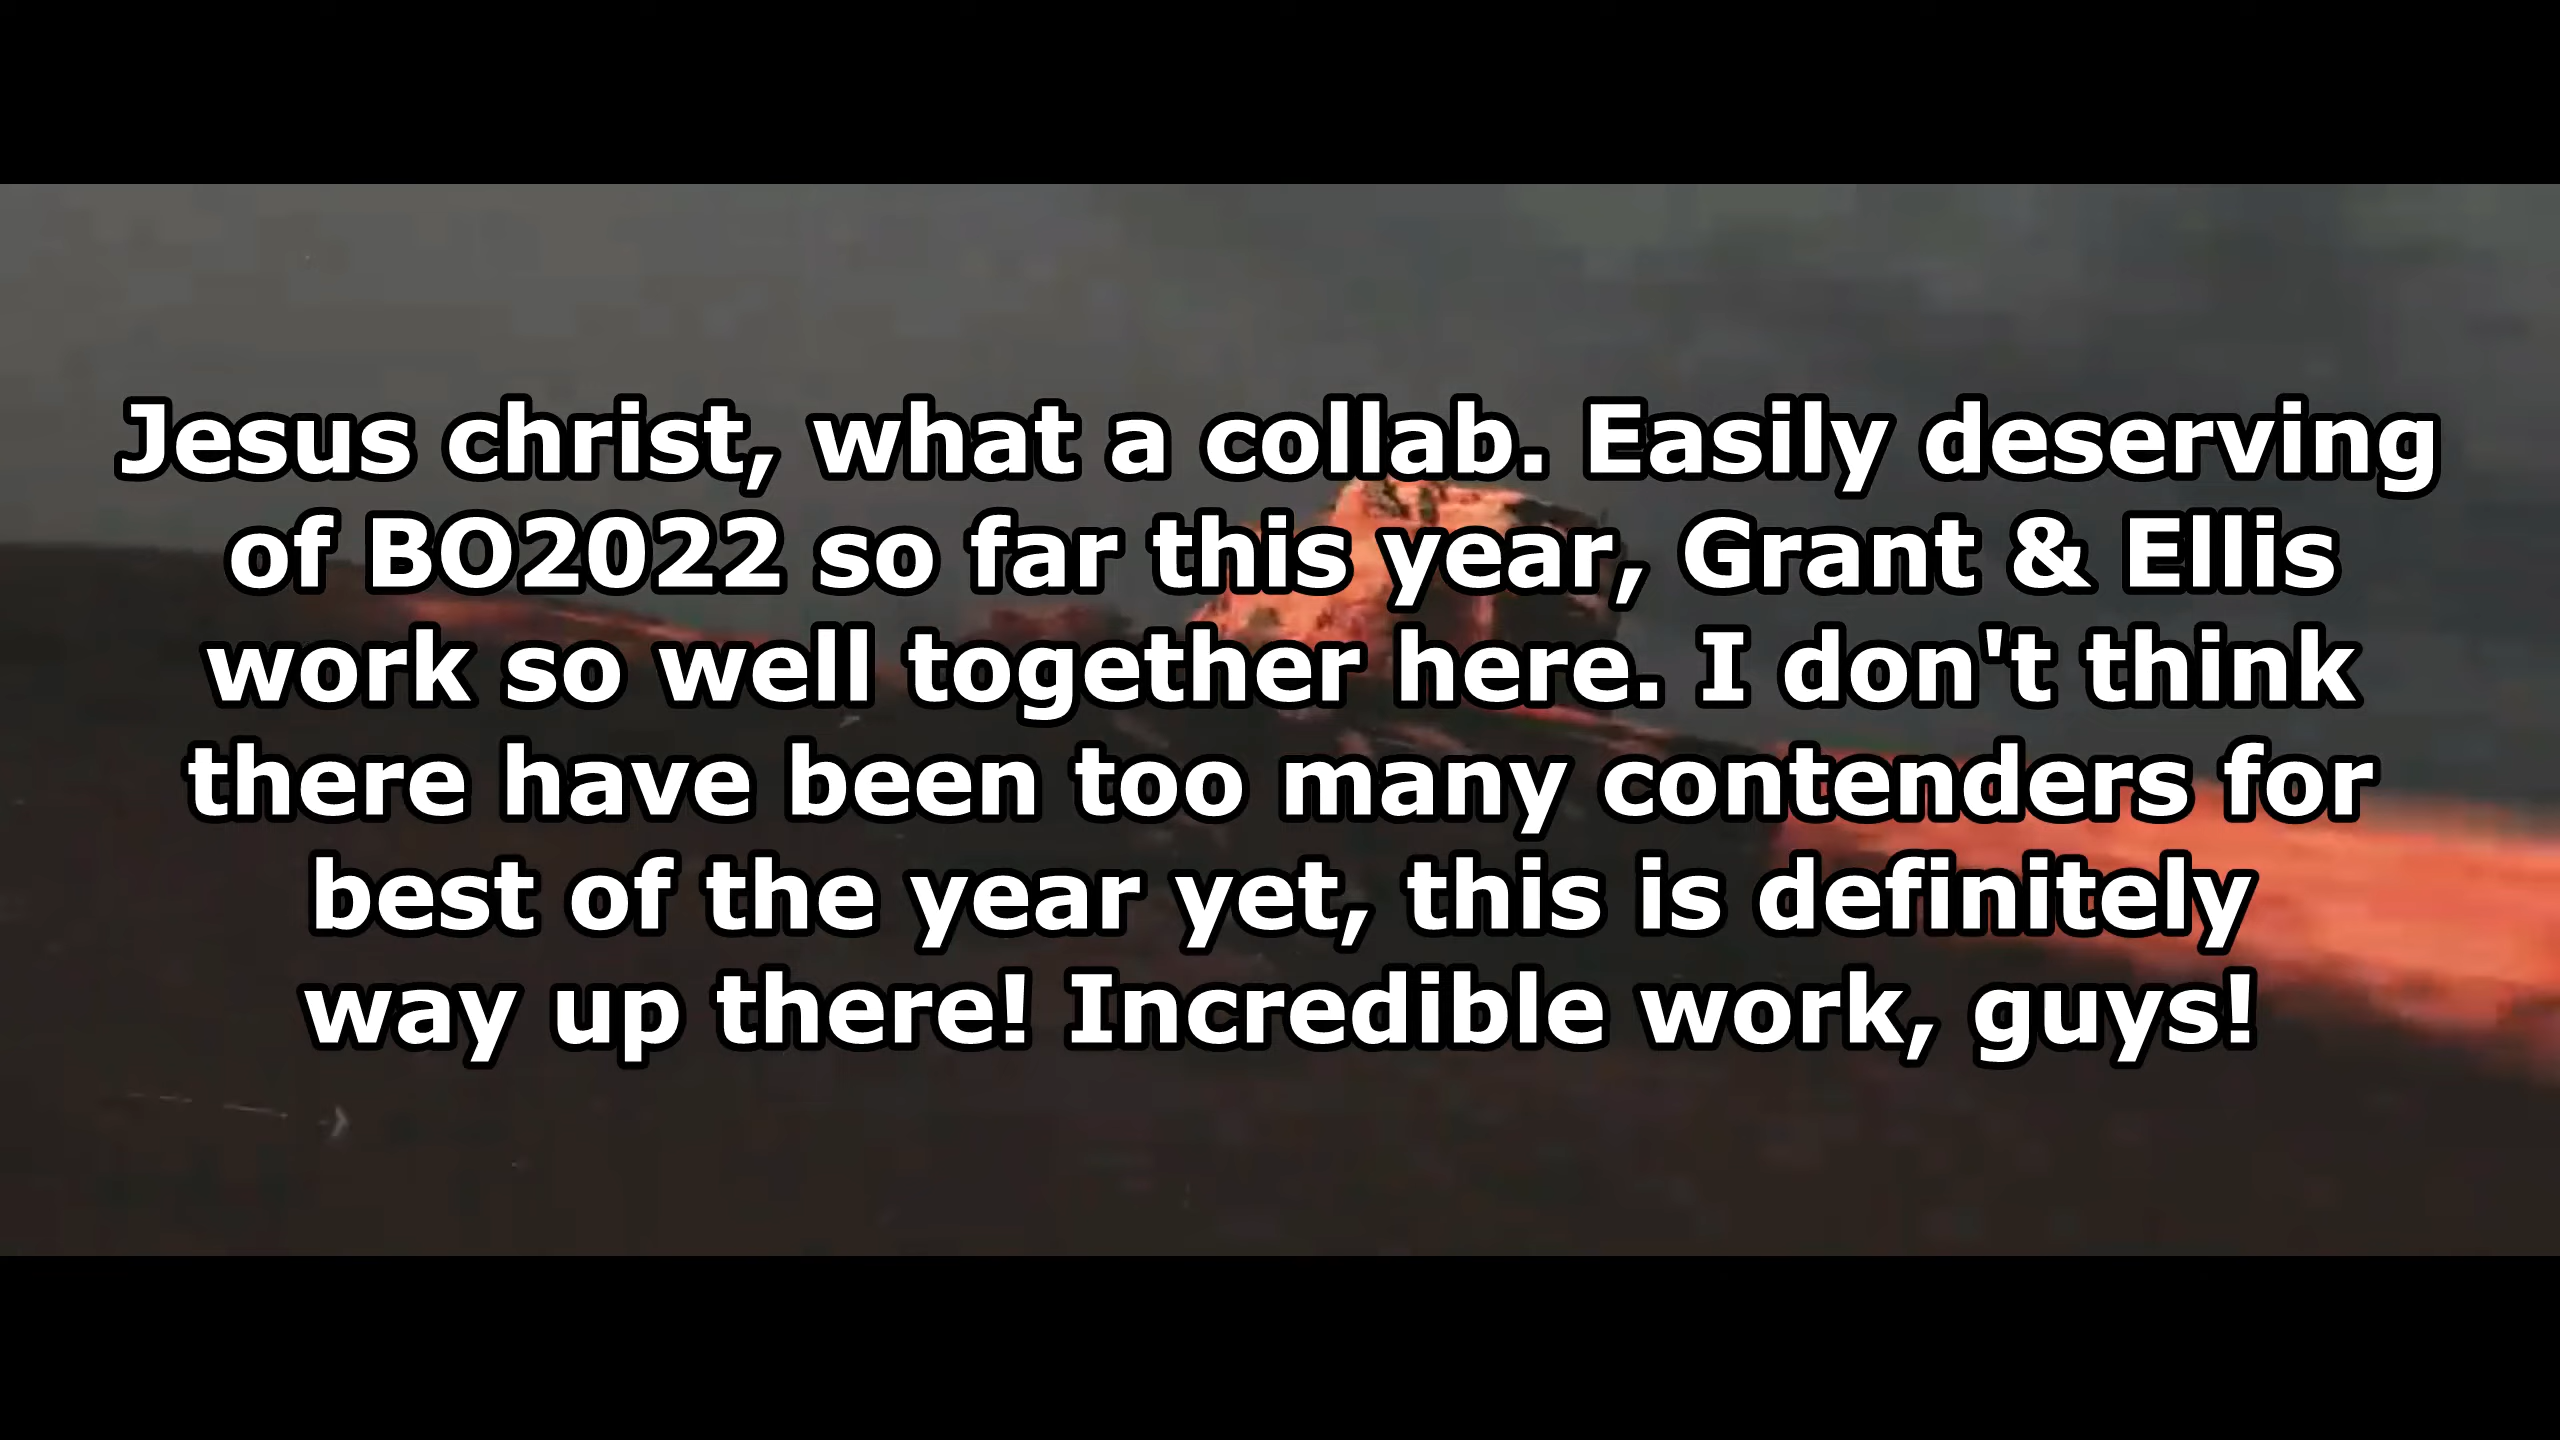 Jesus christ, what a collab. Easily deserving
of BO2022 so far this year, Grant & Ellis
work so well together here. I don't think
there have been too many contenders for
best of the year yet, this is definitely
way up there! Incredible work, guys!